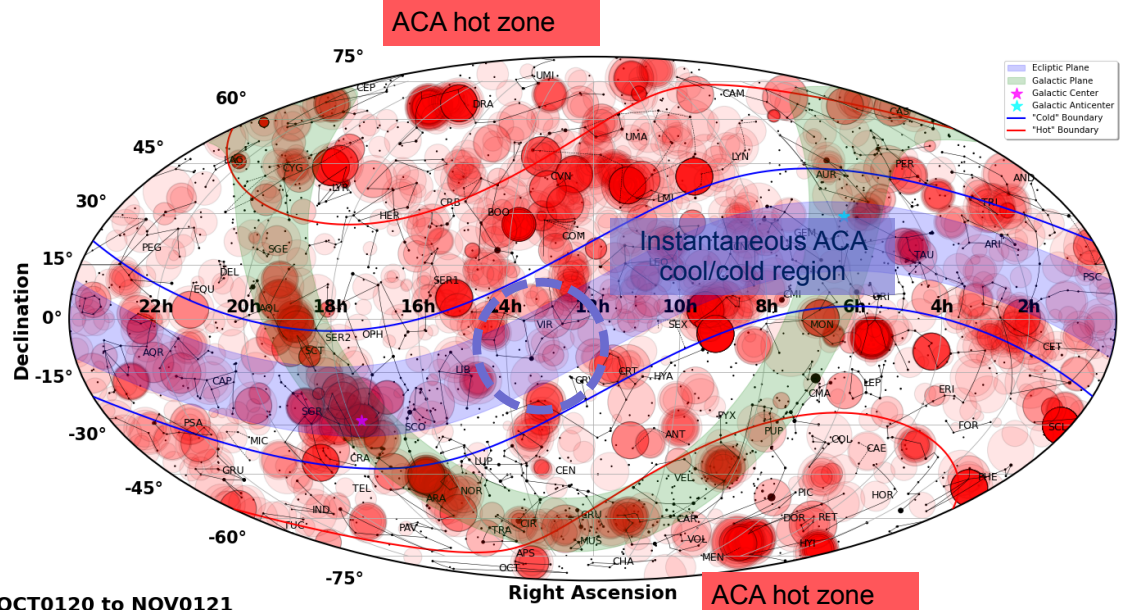 ACA hot zone
Ecliptic Plane
Galactic Plane
Galactic Center
Galactic Anticenter
"Cold" Boundary
"Hot" Boundary
75°
60°
45°
30°
15°
0°
-15°
-30°
-45°
-60°
-75°
Declination
22h 20h 18h 16h 14h 12h 10h 8h 6h 4h 2h
CEP
UMI
DRA
CAM
CAS
UMA
LYN
PER
AND
LAC
CYG
LYR
CVN
AUR
HER
CRB
BOO
LMI
TRI
PEG
SGE
COM
LEO
GEM
ARI
Instantaneous ACA
cool/cold region
TAU
PSC
DEL
EQU
SER1
CMI
ORI
AQL
OPH
SER2
VIR
SEX
MON
CET
AQR
CAP
SCT
LIB
CRT
HYA
CMA
LEP
ERI
SGR
SCO
PSA
MIC
PYX
PUP
COL
CAE
FOR
SCL
GRU
CRA
LUP
CEN
ANT
VEL
PHE
TEL
ARA
NOR
PIC
HOR
IND
TUC
PAV
TRA
CIR
CRU
MUS
CAR
VOL
DOR
RET
APS
OCT
CHA
MEN
HYI
Right Ascension
ACA hot zone
OCT0120 to NOV0121